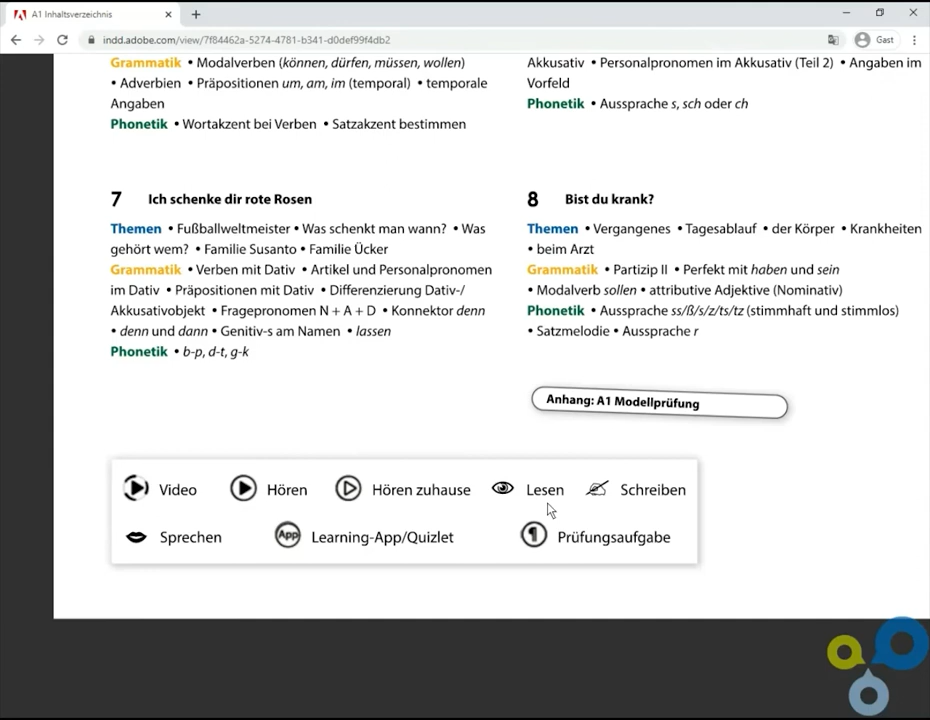 A1 Inhaltsverzeichnis
indd.adobe.com/view/7f84462a-5274-4781-b341-d0def99f4db2
Gast
Grammatik • Modalverben (können, dürfen, müssen, wollen)
• Adverbien • Präpositionen um, am, im (temporal) • temporale
Angaben
Phonetik • Wortakzent bei Verben • Satzakzent bestimmen
Akkusativ • Personalpronomen im Akkusativ (Teil 2) • Angaben im
Vorfeld
Phonetik • Aussprache s, sch oder ch
7 Ich schenke dir rote Rosen
Themen • Fußballweltmeister • Was schenkt man wann? • Was
gehört wem? • Familie Susanto • Familie Ücker
Grammatik • Verben mit Dativ • Artikel und Personalpronomen
im Dativ • Präpositionen mit Dativ • Differenzierung Dativ-/
Akkusativobjekt • Fragepronomen N + A + D • Konnektor denn
• denn und dann • Genitiv-s am Namen • lassen
Phonetik • b-p, d-t, g-k
8 Bist du krank?
Themen • Vergangenes • Tagesablauf • der Körper • Krankheiten
• beim Arzt
Grammatik • Partizip II • Perfekt mit haben und sein
• Modalverb sollen • attributive Adjektive (Nominativ)
Phonetik • Aussprache ss/ß/s/z/ts/tz (stimmhaft und stimmlos)
• Satzmelodie • Aussprache r
Anhang: A1 Modellprüfung
Video Hören Hören zuhause Lesen Schreiben
Sprechen App Learning-App/Quizlet ¶ Prüfungsaufgabe